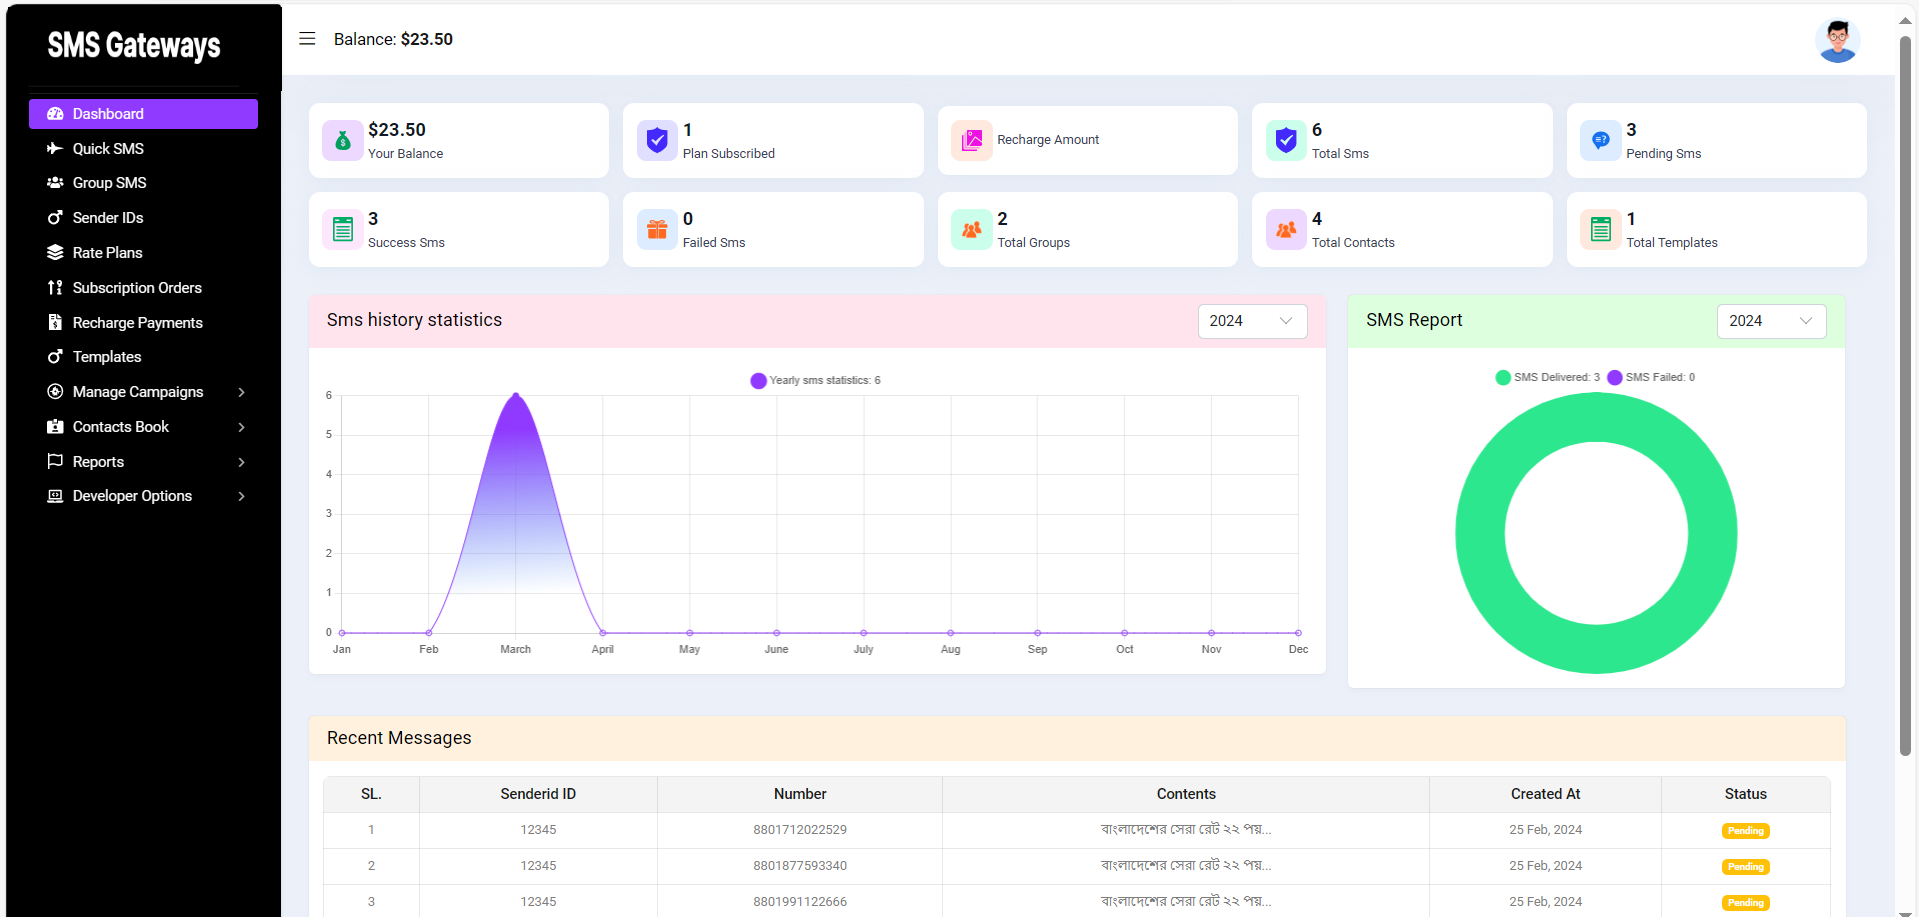 SMS Gateways
Balance: $23.50
Dashboard
Quick SMS
Group SMS
Sender IDs
Rate Plans
Subscription Orders
Recharge Payments
Templates
Manage Campaigns
Contacts Book
Reports
Developer Options
$23.50
Your Balance
1
Plan Subscribed
Recharge Amount
6
Total Sms
3
Pending Sms
3
Success Sms
0
Failed Sms
2
Total Groups
4
Total Contacts
1
Total Templates
Sms history statistics
2024
Yearly sms statistics: 6
6
5
4
3
2
1
0
Jan Feb March April May June July Aug Sep Oct Nov Dec
SMS Report
2024
SMS Delivered: 3 SMS Failed: 0
Recent Messages
SL. Senderid ID Number Contents Created At Status
1 12345 8801712022529 বাংলাদেশের সেরা রেট ২২ পয়... 25 Feb, 2024 Pending
2 12345 8801877593340 বাংলাদেশের সেরা রেট ২২ পয়... 25 Feb, 2024 Pending
3 12345 8801991122666 বাংলাদেশের সেরা রেট ২২ পয়... 25 Feb, 2024 Pending